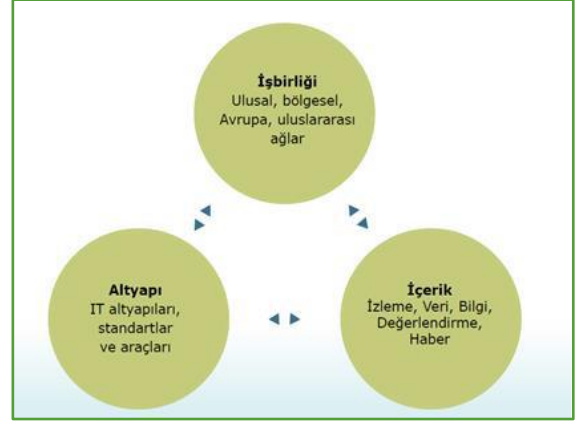 İşbirliği
Ulusal, bölgesel,
Avrupa, uluslararası
ağlar
Altyapı
IT altyapıları,
standartlar
ve araçları
İçerik
İzleme, Veri, Bilgi,
Değerlendirme,
Haber